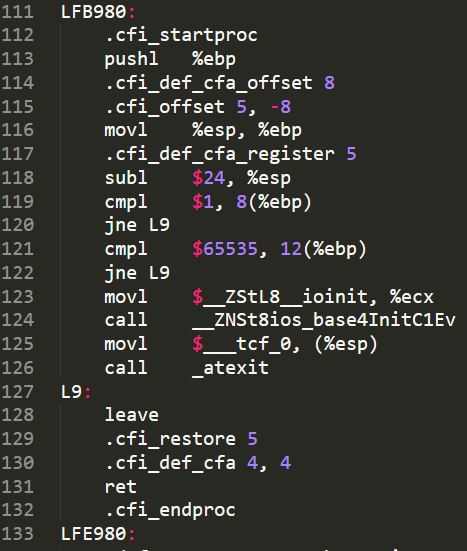 111 LFB980:
112 .cfi_startproc
113 pushl %ebp
114 .cfi_def_cfa_offset 8
115 .cfi_offset 5, -8
116 movl %esp, %ebp
117 .cfi_def_cfa_register 5
118 subl $24, %esp
119 cmpl $1, 8(%ebp)
120 jne L9
121 cmpl $65535, 12(%ebp)
122 jne L9
123 movl $__ZStL8__ioinit, %ecx
124 call __ZNSt8ios_base4InitC1Ev
125 movl $___tcf_0, (%esp)
126 call _atexit
127 L9:
128 leave
129 .cfi_restore 5
130 .cfi_def_cfa 4, 4
131 ret
132 .cfi_endproc
133 LFE980: